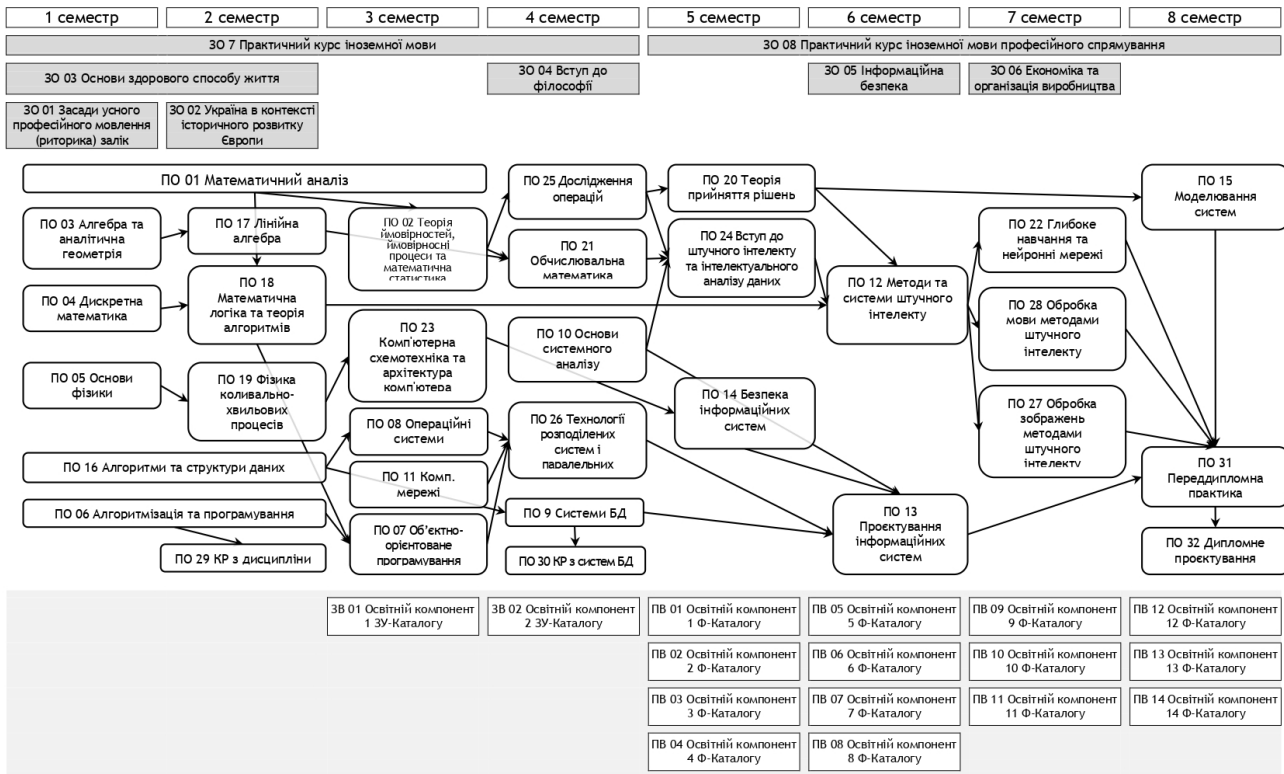 1 семестр
2 семестр
3 семестр
4 семестр
5 семестр
6 семестр
7 семестр
8 семестр
ЗО 7 Практичний курс іноземної мови
ЗО 08 Практичний курс іноземної мови професійного спрямування
ЗО 03 Основи здорового способу життя
ЗО 04 Вступ до
філософії
ЗО 05 Інформаційна
безпека
ЗО 06 Економіка та
організація виробництва
ЗО 01 Засади усного
професійного мовлення
(риторика) залік
ЗО 02 Україна в контексті
історичного розвитку
Європи
ПО 01 Математичний аналіз
ПО 25 Дослідження
операцій
ПО 20 Теорія
прийняття рішень
ПО 15
Моделювання
систем
ПО 03 Алгебра та
аналітична
геометрія
ПО 17 Лінійна
алгебра
ПО 02 Теорія
ймовірностей,
ймовірносні
процеси та
математична
статистика
ПО 21
Обчислювальна
математика
ПО 24 Вступ до
штучного інтелекту
та інтелектуального
аналізу даних
ПО 22 Глибоке
навчання та
нейронні мережі
ПО 04 Дискретна
математика
ПО 18
Математична
логіка та теорія
алгоритмів
ПО 12 Методи та
системи штучного
інтелекту
ПО 28 Обробка
мови методами
штучного
інтелекту
ПО 23
Комп'ютерна
схемотехніка та
архітектура
комп'ютера
ПО 10 Основи
системного
аналізу
ПО 05 Основи
фізики
ПО 19 Фізика
коливально-
хвильових
процесів
ПО 14 Безпека
інформаційних
систем
ПО 27 Обробка
зображень
методами
штучного
інтелекту
ПО 08 Операційні
системи
ПО 26 Технології
розподілених
систем і
паралельних
ПО 16 Алгоритми та структури даних
ПО 11 Комп.
мережі
ПО 31
Переддипломна
практика
ПО 06 Алгоритмізація та програмування
ПО 07 Об’єктно-
орієнтоване
програмування
ПО 9 Системи БД
ПО 13
Проєктування
інформаційних
систем
ПО 29 КР з дисципліни
ПО 30 КР з систем БД
ПО 32 Дипломне
проєктування
ЗВ 01 Освітній компонент
1 ЗУ-Каталогу
ЗВ 02 Освітній компонент
2 ЗУ-Каталогу
ПВ 01 Освітній компонент
1 Ф-Каталогу
ПВ 05 Освітній компонент
5 Ф-Каталогу
ПВ 09 Освітній компонент
9 Ф-Каталогу
ПВ 12 Освітній компонент
12 Ф-Каталогу
ПВ 02 Освітній компонент
2 Ф-Каталогу
ПВ 06 Освітній компонент
6 Ф-Каталогу
ПВ 10 Освітній компонент
10 Ф-Каталогу
ПВ 13 Освітній компонент
13 Ф-Каталогу
ПВ 03 Освітній компонент
3 Ф-Каталогу
ПВ 07 Освітній компонент
7 Ф-Каталогу
ПВ 11 Освітній компонент
11 Ф-Каталогу
ПВ 14 Освітній компонент
14 Ф-Каталогу
ПВ 04 Освітній компонент
4 Ф-Каталогу
ПВ 08 Освітній компонент
8 Ф-Каталогу